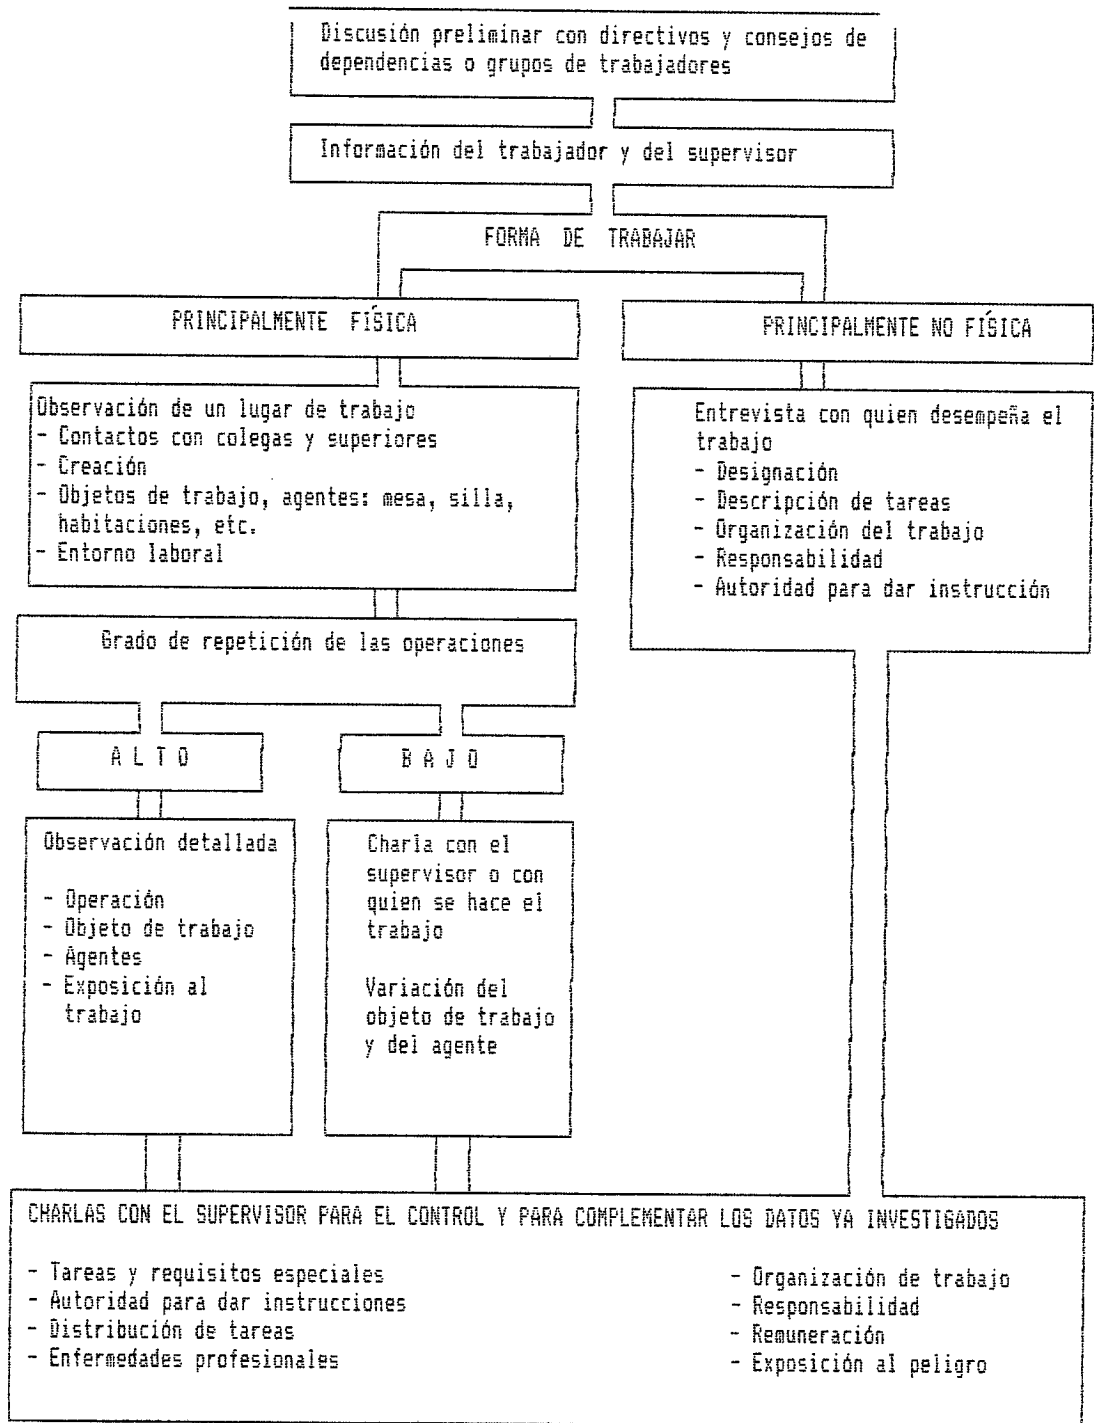 Discusión preliminar con directivos y consejos de
dependencias o grupos de trabajadores
Información del trabajador y del supervisor
FORMA DE TRABAJAR
PRINCIPALMENTE FÍSICA
PRINCIPALMENTE NO FÍSICA
Observación de un lugar de trabajo
- Contactos con colegas y superiores
- Creación
- Objetos de trabajo, agentes: mesa, silla,
habitaciones, etc.
- Entorno laboral
Entrevista con quien desempeña el
trabajo
- Designación
- Descripción de tareas
- Organización del trabajo
- Responsabilidad
- Autoridad para dar instrucción
Grado de repetición de las operaciones
A L T O
B A J O
Observación detallada
- Operación
- Objeto de trabajo
- Agentes
- Exposición al
trabajo
Charla con el
supervisor o con
quien se hace el
trabajo
Variación del
objeto de trabajo
y del agente
CHARLAS CON EL SUPERVISOR PARA EL CONTROL Y PARA COMPLEMENTAR LOS DATOS YA INVESTIGADOS
- Tareas y requisitos especiales
- Autoridad para dar instrucciones
- Distribución de tareas
- Enfermedades profesionales
- Organización de trabajo
- Responsabilidad
- Remuneración
- Exposición al peligro